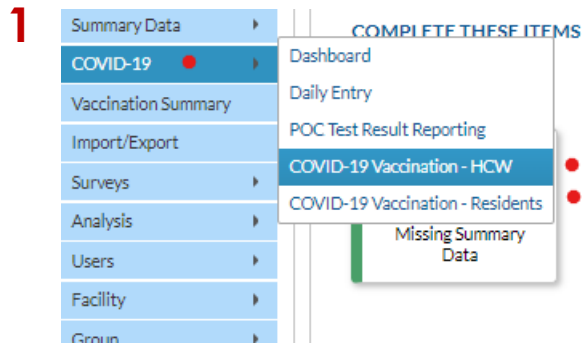 1
Summary Data
COVID-19
Vaccination Summary
Import/Export
Surveys
Analysis
Users
Facility
Group
COMPLETE THESE ITEMS
Dashboard
Daily Entry
POC Test Result Reporting
COVID-19 Vaccination - HCW
COVID-19 Vaccination - Residents
Missing Summary
Data